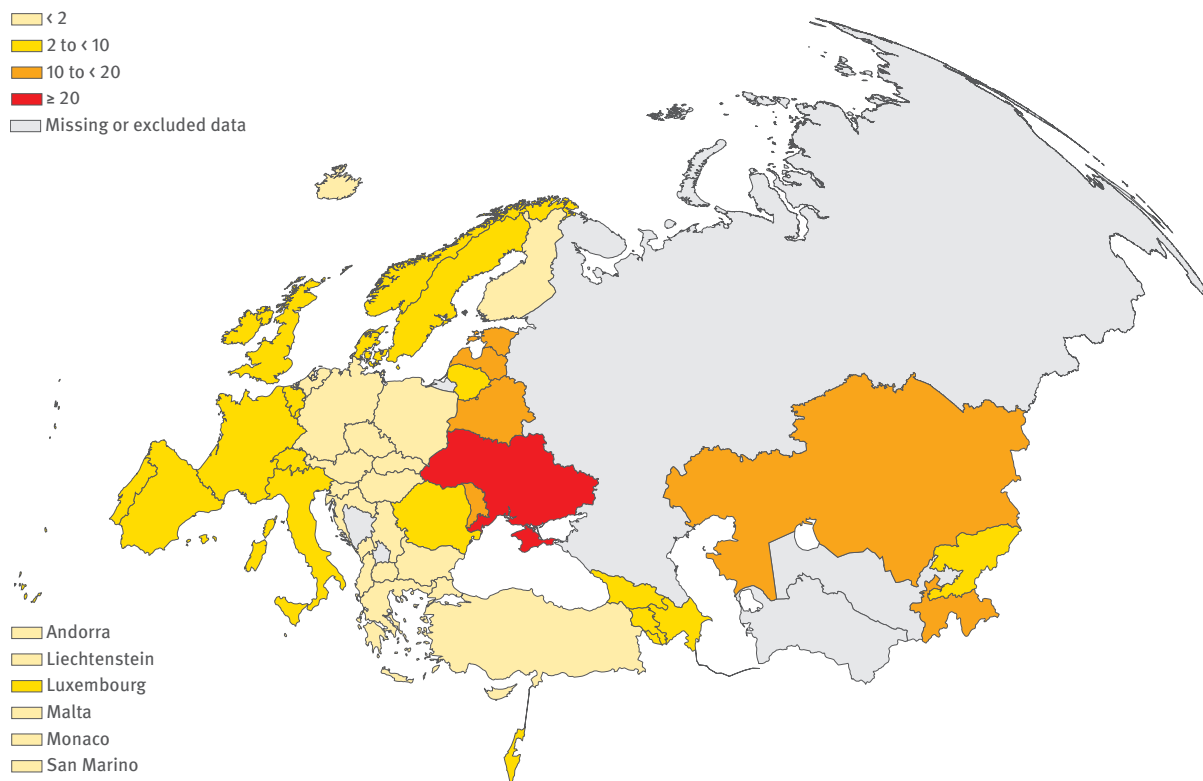 < 2
2 to < 10
10 to < 20
≥ 20
Missing or excluded data
Andorra
Liechtenstein
Luxembourg
Malta
Monaco
San Marino